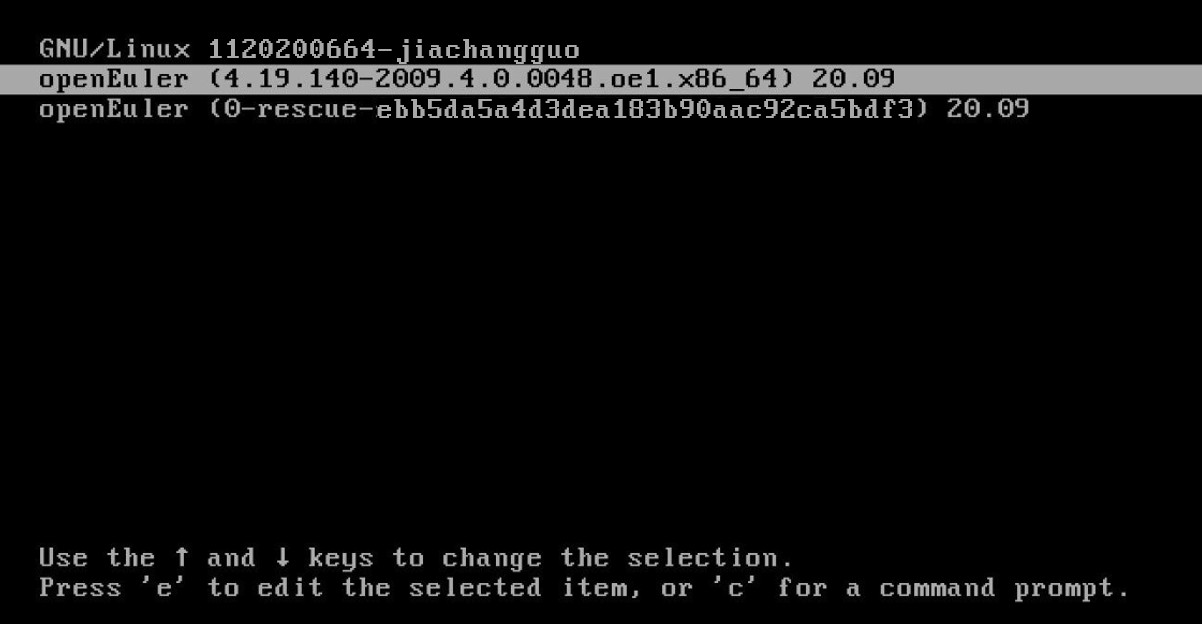 GNU/Linux 1120200664-jiachangguo
openEuler (4.19.140-2009.4.0.0048.oe1.x86_64) 20.09
openEuler (0-rescue-ebb5da5a4d3dea183b90aac92ca5bdf3) 20.09
Use the ↑ and ↓ keys to change the selection.
Press 'e' to edit the selected item, or 'c' for a command prompt.